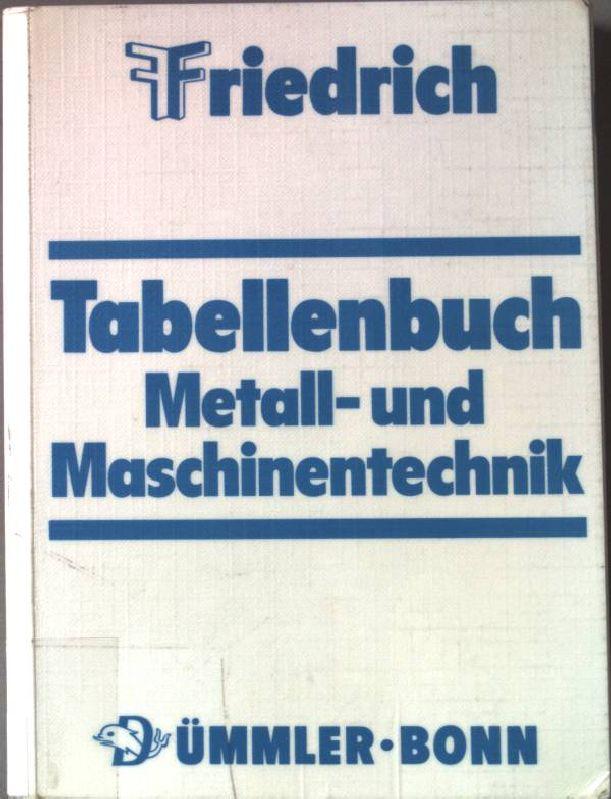 Friedrich
Tabellenbuch
Metall- und
Maschinentechnik
DÜMMLER•BONN